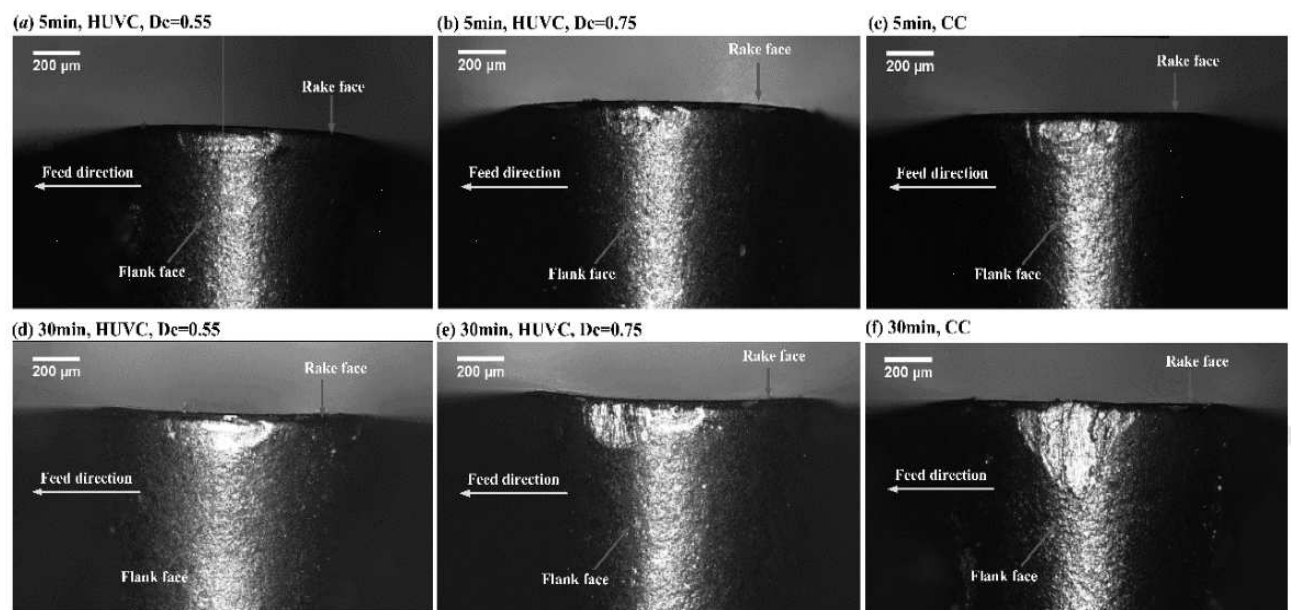 (a) 5min, HUVC, Dc=0.55
200 μm
Rake face
Feed direction
Flank face
(b) 5min, HUVC, Dc=0.75
200 μm
Rake face
Feed direction
Flank face
(c) 5min, CC
200 μm
Rake face
Feed direction
Flank face
(d) 30min, HUVC, Dc=0.55
200 μm
Rake face
Feed direction
Flank face
(e) 30min, HUVC, Dc=0.75
200 μm
Rake face
Feed direction
Flank face
(f) 30min, CC
200 μm
Rake face
Feed direction
Flank face